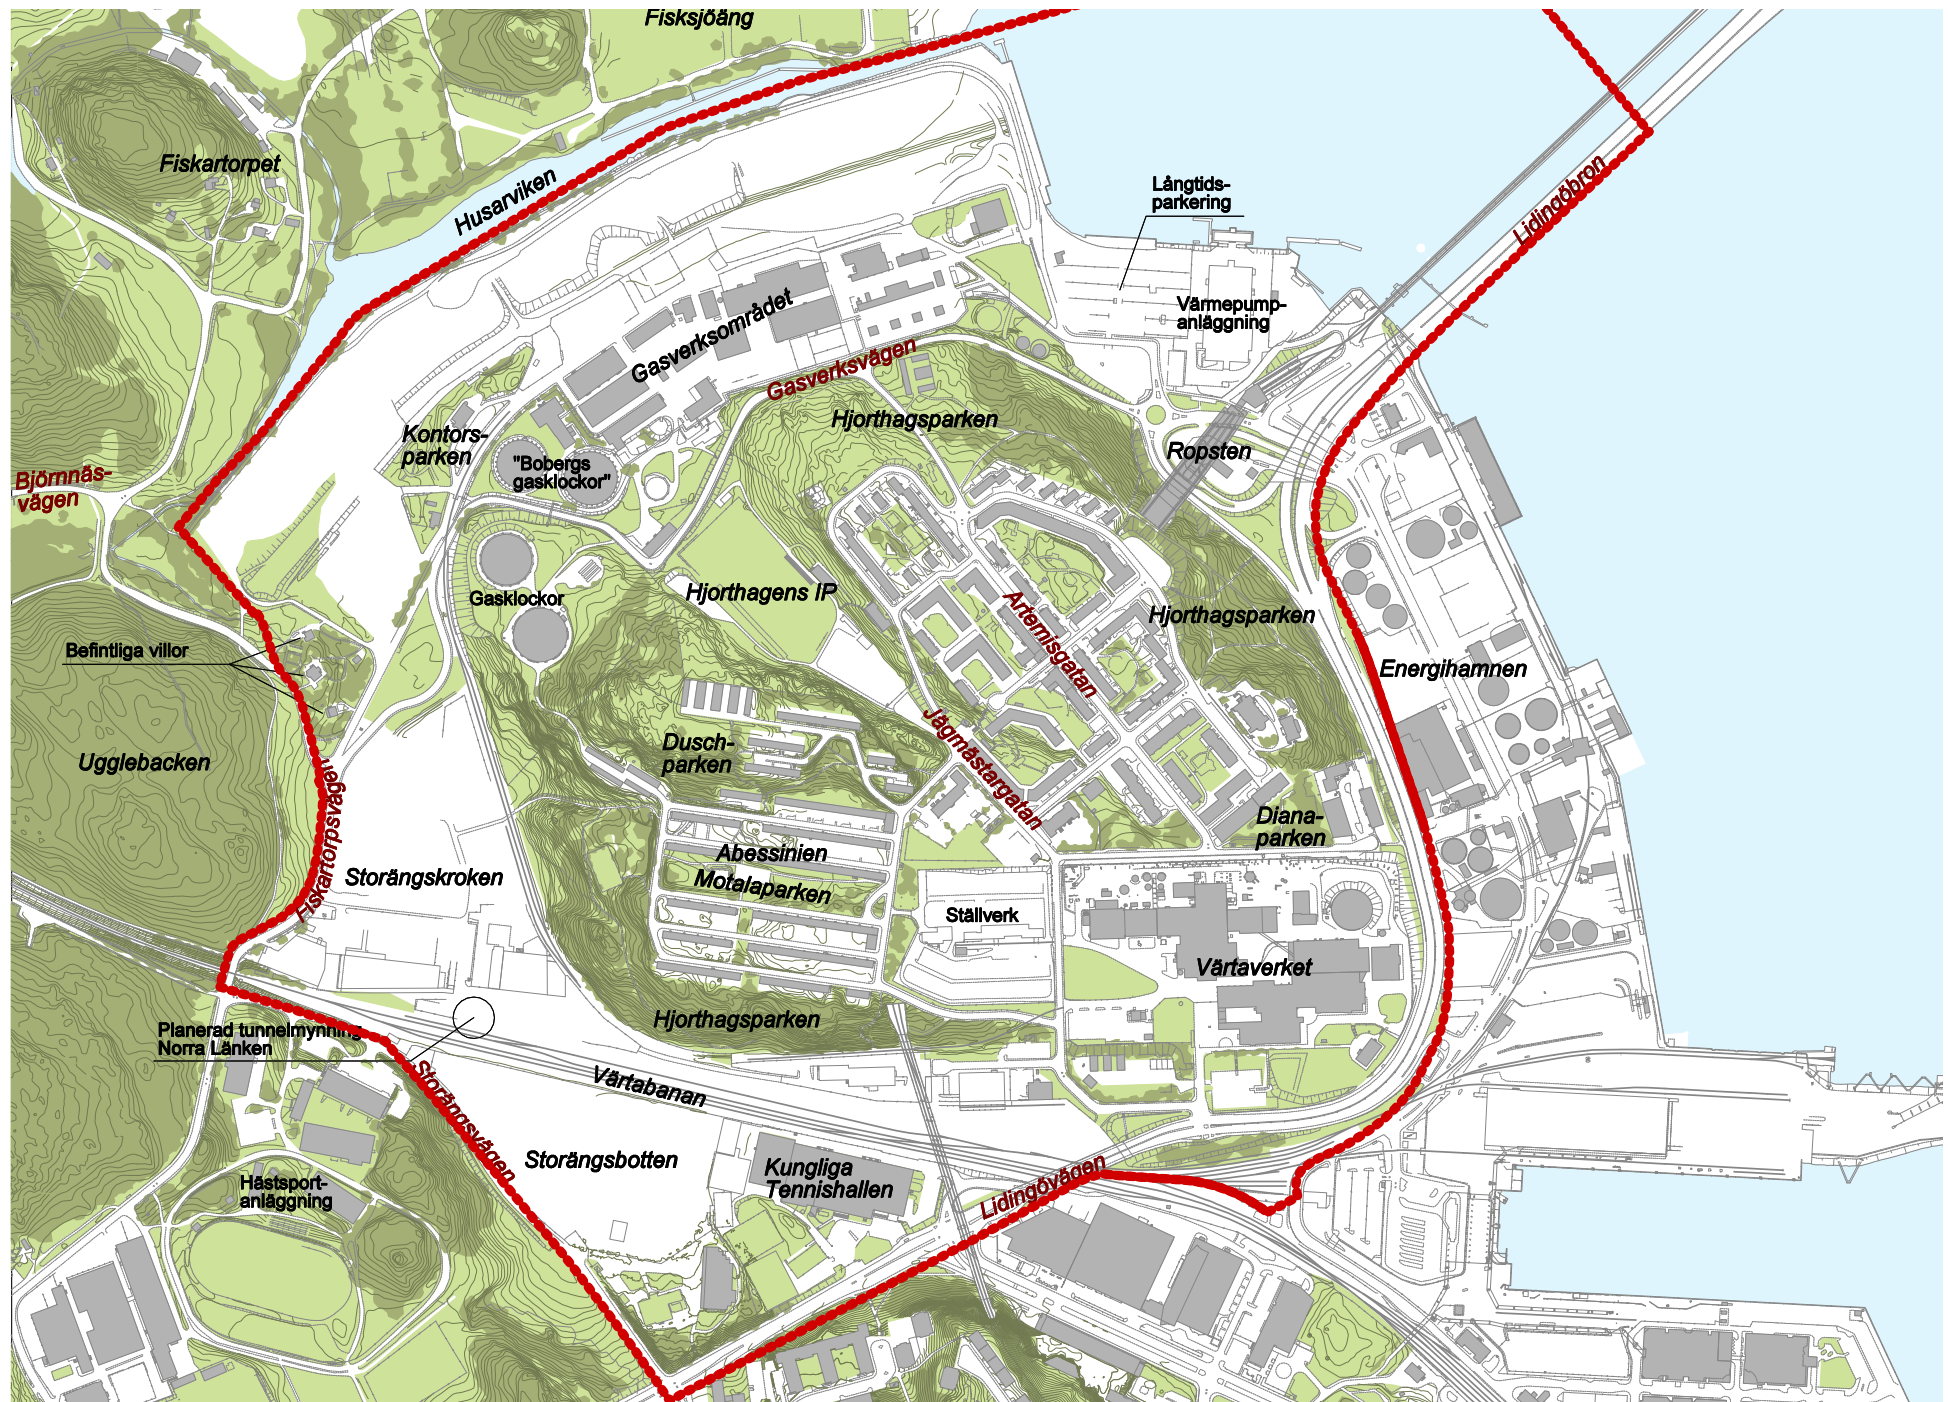 Fisksjöäng
Fiskartorpet
Husarviken
Långtids-
parkering
Lidingöbron
Värmepump-
anläggning
Gasverksområdet
Gasverksvägen
Hjorthagsparken
Kontors-
parken
"Bobergs
gasklockor"
Ropsten
Björnnäs-
vägen
Gasklockor
Hjorthagens IP
Artemisgatan
Hjorthagsparken
Befintliga villor
Energihamnen
Ugglebacken
Dusch-
parken
Jägmästargatan
Fiskartorpsvägen
Diana-
parken
Abessinien
Motalaparken
Storängskroken
Ställverk
Värtaverket
Hjorthagsparken
Planerad tunnelmynning
Norra Länken
Storängsvägen
Värtabanan
Storängsbotten
Kungliga
Tennishallen
Lidingövägen
Hästsport-
anläggning